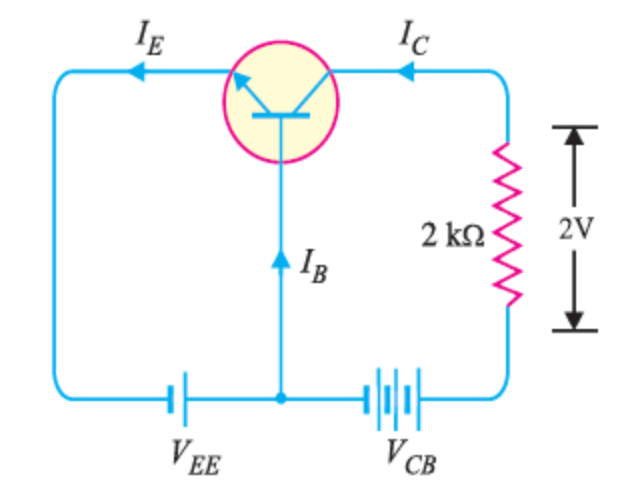 I_E
I_C
2 kΩ
2V
I_B
V_EE
V_CB